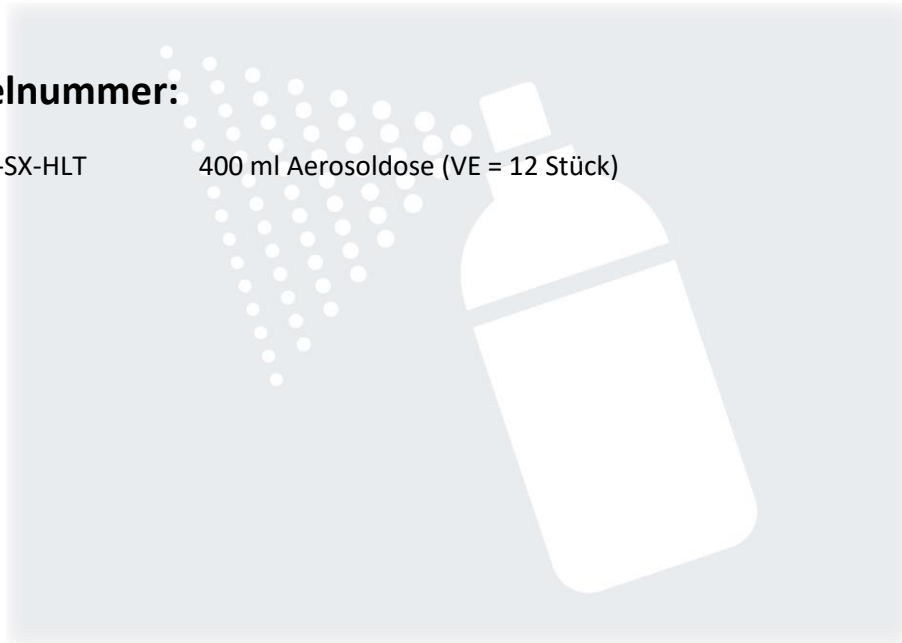 elnummer:
-SX-HLT 400 ml Aerosoldose (VE = 12 Stück)